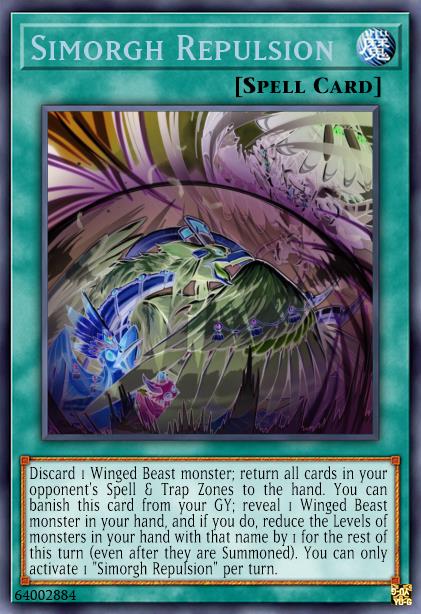 Simorgh Repulsion
魔
[Spell Card]
Discard 1 Winged Beast monster; return all cards in your
opponent's Spell & Trap Zones to the hand. You can
banish this card from your GY; reveal 1 Winged Beast
monster in your hand, and if you do, reduce the Levels of
monsters in your hand with that name by 1 for the rest of
this turn (even after they are Summoned). You can only
activate 1 "Simorgh Repulsion" per turn.
64002884